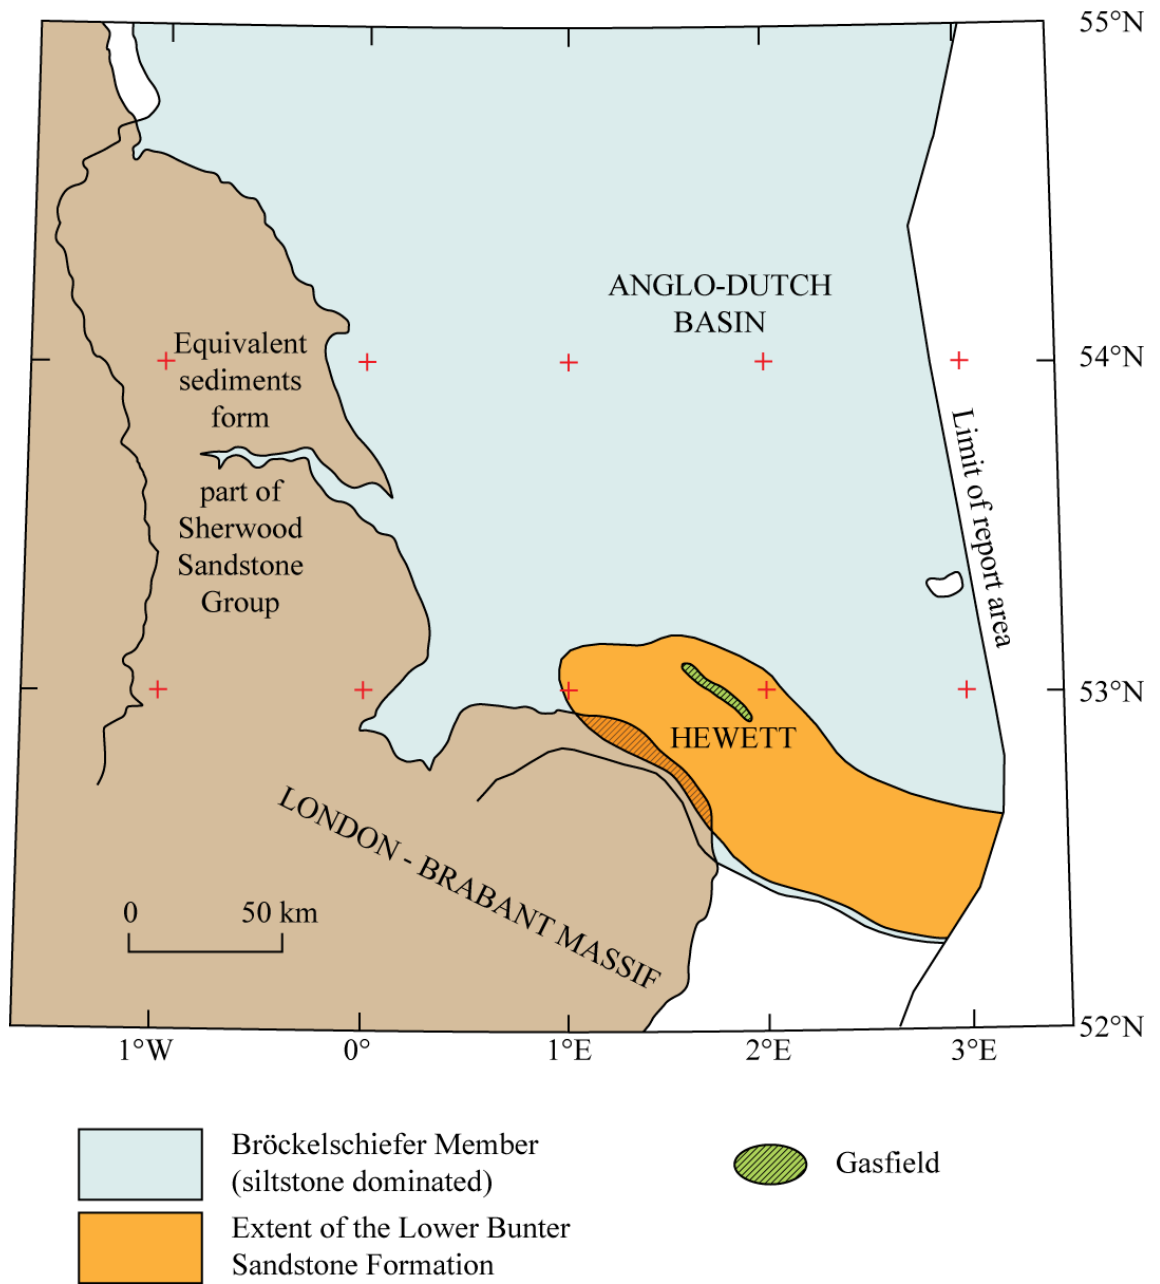 55°N
ANGLO-DUTCH
BASIN
Equivalent
sediments
form
54°N
Limit of report area
part of
Sherwood
Sandstone
Group
53°N
HEWETT
LONDON - BRABANT MASSIF
0 50 km
52°N
1°W 0° 1°E 2°E 3°E
Bröckelschiefer Member
(siltstone dominated)
Gasfield
Extent of the Lower Bunter
Sandstone Formation